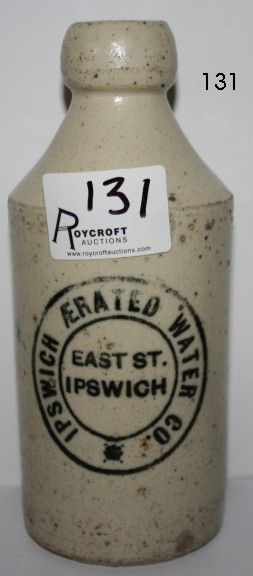 131
131
ROYCROFT
AUCTIONS
www.roycroftauctions.com
IPSWICH ÆRATED WATER CO.
EAST ST.
IPSWICH